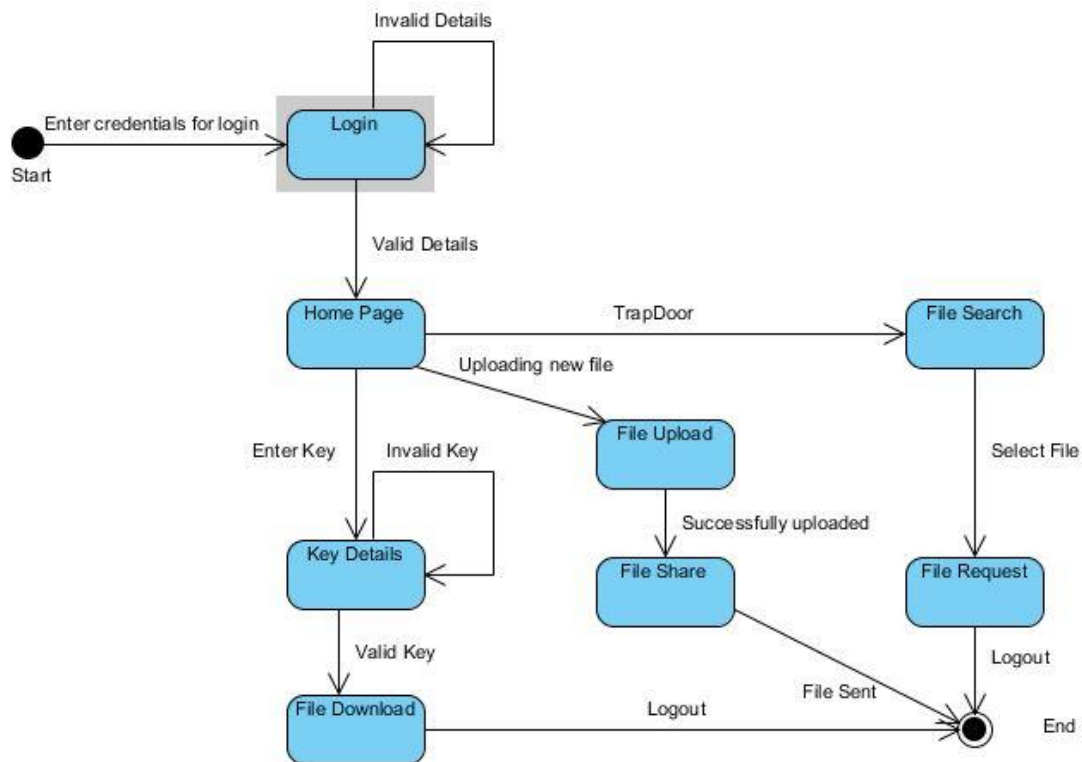 Invalid Details
Enter credentials for login
Login
Start
Valid Details
Home Page
TrapDoor
File Search
Uploading new file
File Upload
Enter Key
Invalid Key
Select File
Successfully uploaded
Key Details
File Share
File Request
Valid Key
Logout
File Sent
File Download
Logout
End